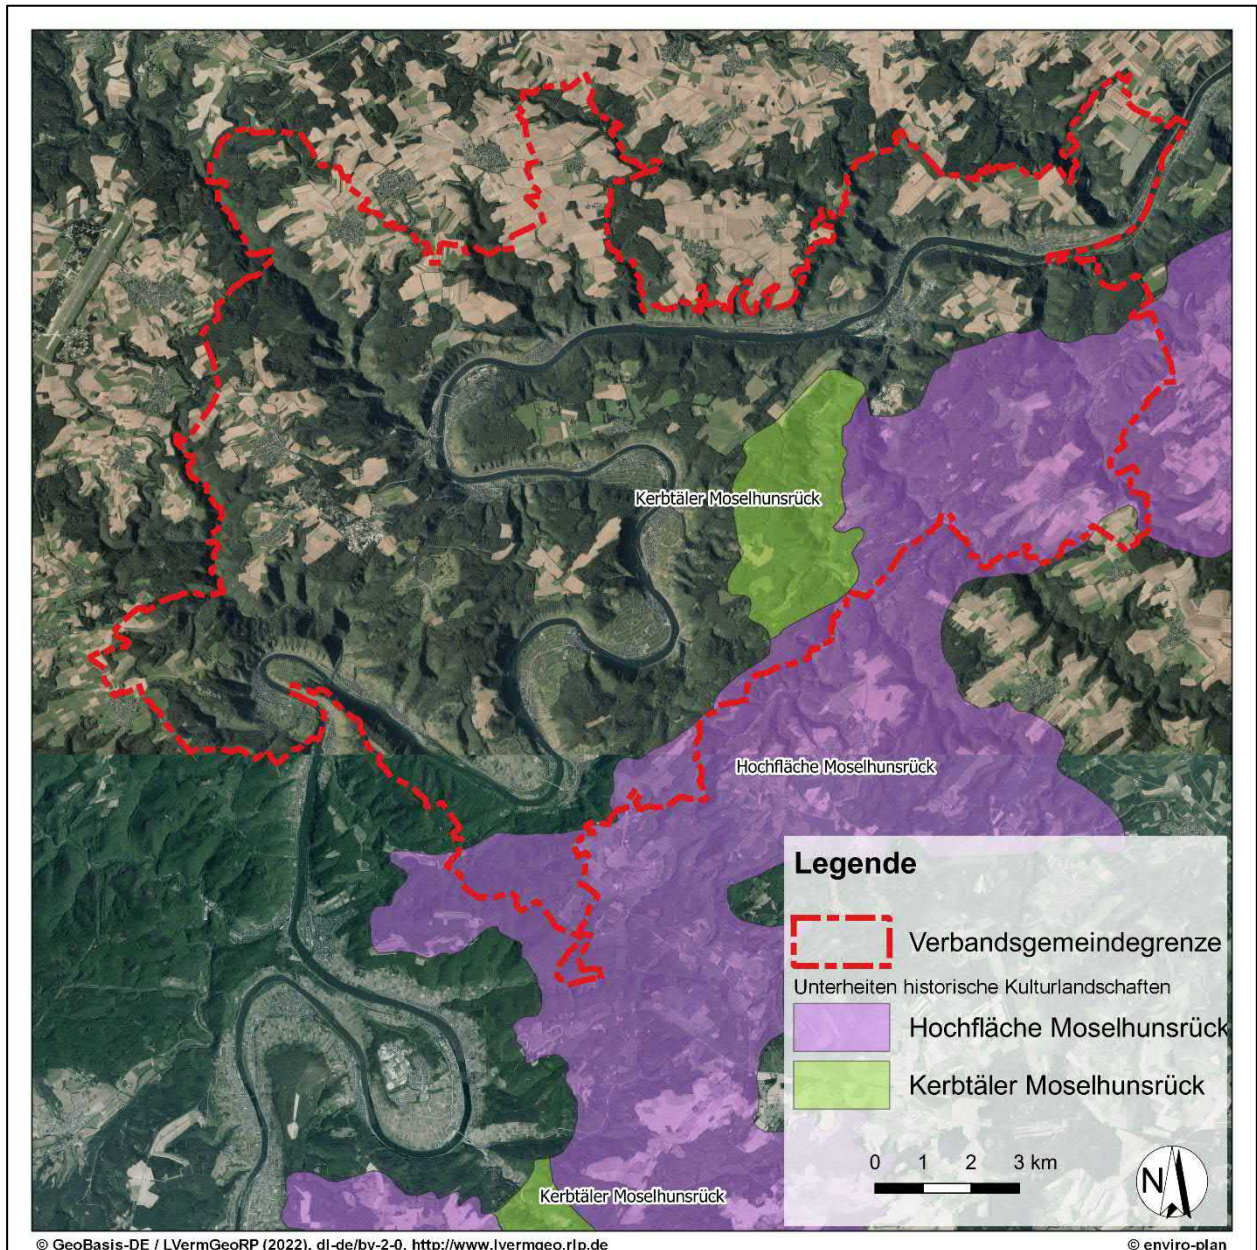 Kerbtäler Moselhunsrück
Hochfläche Moselhunsrück
Legende
Verbandsgemeindegrenze
Unterheiten historische Kulturlandschaften
Hochfläche Moselhunsrück
Kerbtäler Moselhunsrück
0 1 2 3 km
N
Kerbtäler Moselhunsrück
© GeoBasis-DE / LVermGeoRP (2022), dl-de/by-2-0, http://www.lvermgeo.rlp.de
© enviro-plan